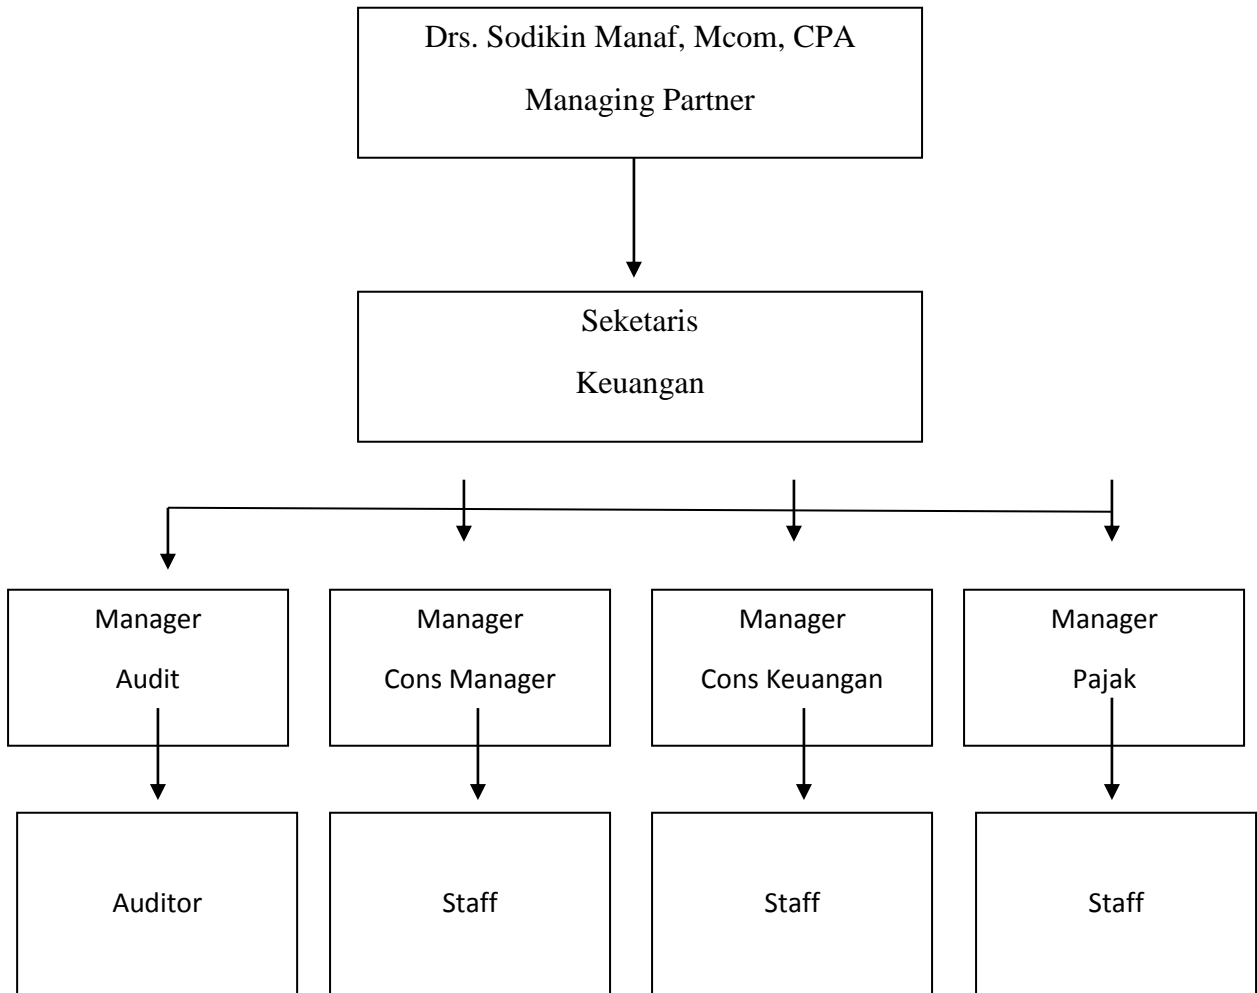 Drs. Sodikin Manaf, Mcom, CPA
Managing Partner
Seketaris
Keuangan
Manager
Audit
Manager
Cons Manager
Manager
Cons Keuangan
Manager
Pajak
Auditor
Staff
Staff
Staff